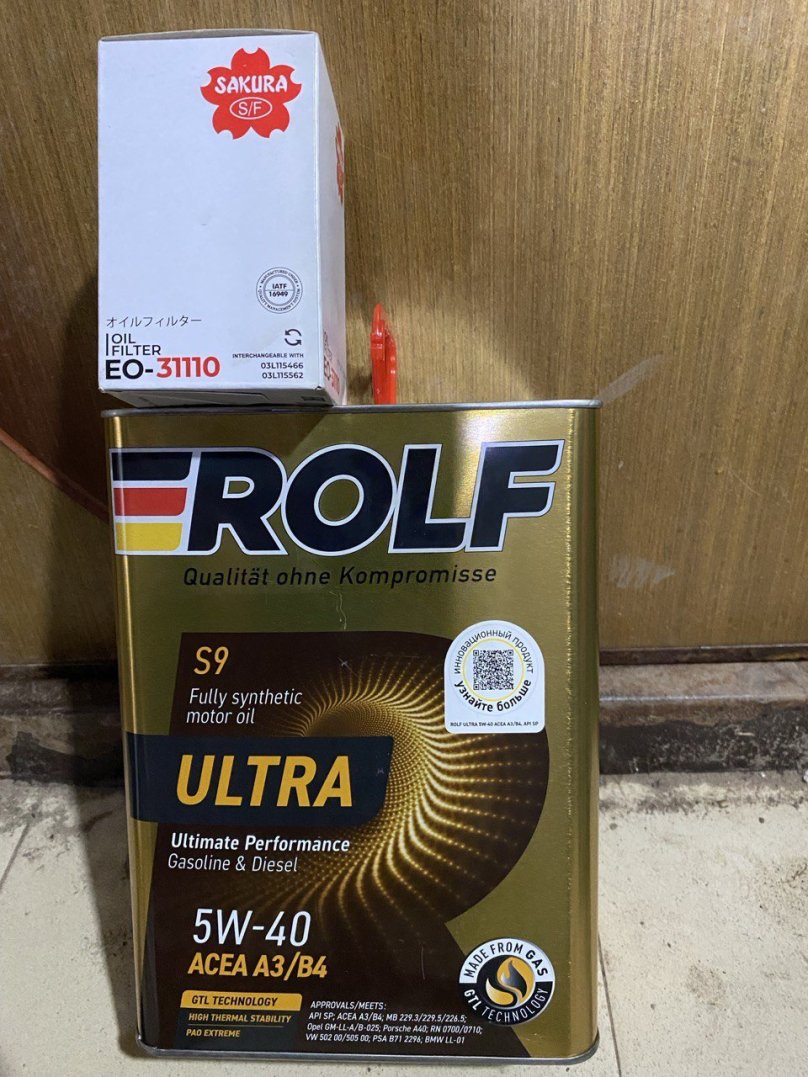 SAKURA
S/F
IATF
16949
オイルフィルター
OIL
FILTER
EO-31110
INTERCHANGEABLE WITH
03L115466
03L115562
ROLF
Qualität ohne Kompromisse
S9
Fully synthetic
motor oil
инновационный продукт
узнайте больше
ROLF ULTRA 5W-40 ACEA A3/B4, API SP
ULTRA
Ultimate Performance
Gasoline & Diesel
5W-40
ACEA A3/B4
MADE FROM GAS
GTL TECHNOLOGY
GTL TECHNOLOGY
HIGH THERMAL STABILITY
PAO EXTREME
APPROVALS/MEETS:
API SP; ACEA A3/B4; MB 229.3/229.5/226.5;
Opel GM-LL-A/B-025; Porsche A40; RN 0700/0710;
VW 502 00/505 00; PSA B71 2296; BMW LL-01